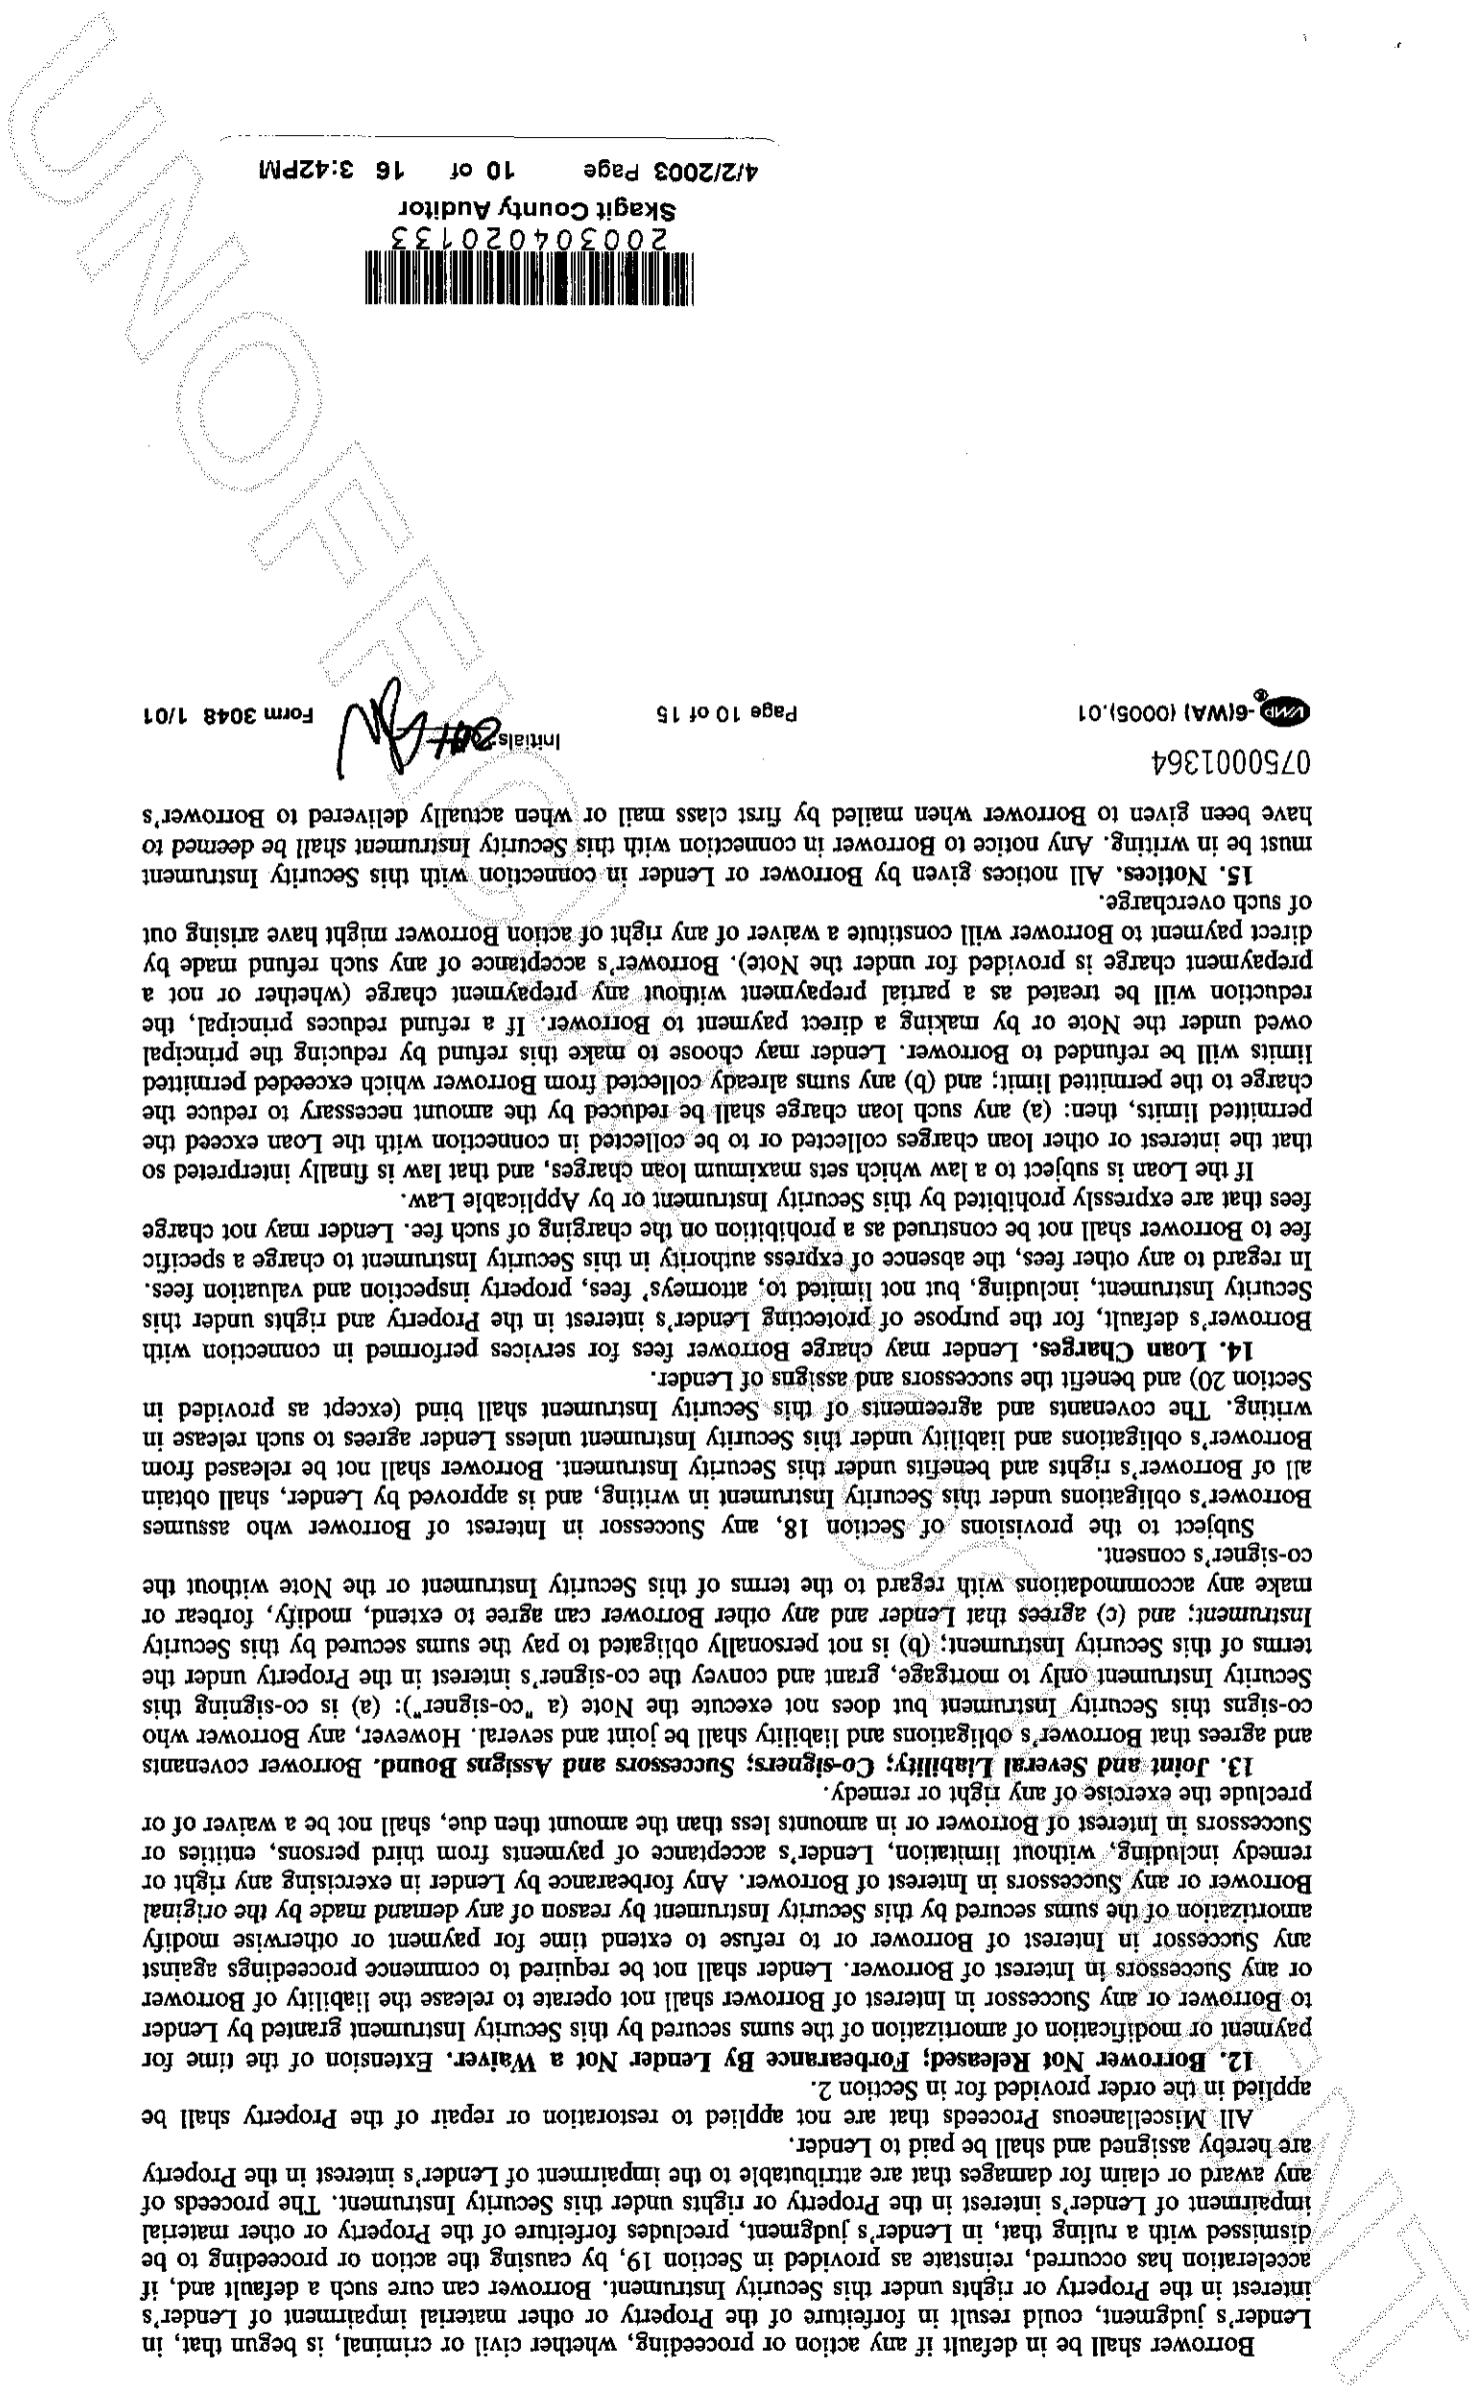 Borrower shall be in default if any action or proceeding, whether civil or criminal, is begun that, in
Lender's judgment, could result in forfeiture of the Property or other material impairment of Lender's
interest in the Property or rights under this Security Instrument. Borrower can cure such a default and, if
acceleration has occurred, reinstate as provided in Section 19, by causing the action or proceeding to be
dismissed with a ruling that, in Lender's judgment, precludes forfeiture of the Property or other material
impairment of Lender's interest in the Property or rights under this Security Instrument. The proceeds of
any award or claim for damages that are attributable to the impairment of Lender's interest in the Property
are hereby assigned and shall be paid to Lender.
All Miscellaneous Proceeds that are not applied to restoration or repair of the Property shall be
applied in the order provided for in Section 2.
12. Borrower Not Released; Forbearance By Lender Not a Waiver. Extension of the time for
payment or modification of amortization of the sums secured by this Security Instrument granted by Lender
to Borrower or any Successor in Interest of Borrower shall not operate to release the liability of Borrower
or any Successors in Interest of Borrower. Lender shall not be required to commence proceedings against
any Successor in Interest of Borrower or to refuse to extend time for payment or otherwise modify
amortization of the sums secured by this Security Instrument by reason of any demand made by the original
Borrower or any Successors in Interest of Borrower. Any forbearance by Lender in exercising any right or
remedy including, without limitation, Lender's acceptance of payments from third persons, entities or
Successors in Interest of Borrower or in amounts less than the amount then due, shall not be a waiver of or
preclude the exercise of any right or remedy.
13. Joint and Several Liability; Co-signers; Successors and Assigns Bound. Borrower covenants
and agrees that Borrower's obligations and liability shall be joint and several. However, any Borrower who
co-signs this Security Instrument but does not execute the Note (a "co-signer"): (a) is co-signing this
Security Instrument only to mortgage, grant and convey the co-signer's interest in the Property under the
terms of this Security Instrument; (b) is not personally obligated to pay the sums secured by this Security
Instrument; and (c) agrees that Lender and any other Borrower can agree to extend, modify, forbear or
make any accommodations with regard to the terms of this Security Instrument or the Note without the
co-signer's consent.
Subject to the provisions of Section 18, any Successor in Interest of Borrower who assumes
Borrower's obligations under this Security Instrument in writing, and is approved by Lender, shall obtain
all of Borrower's rights and benefits under this Security Instrument. Borrower shall not be released from
Borrower's obligations and liability under this Security Instrument unless Lender agrees to such release in
writing. The covenants and agreements of this Security Instrument shall bind (except as provided in
Section 20) and benefit the successors and assigns of Lender.
14. Loan Charges. Lender may charge Borrower fees for services performed in connection with
Borrower's default, for the purpose of protecting Lender's interest in the Property and rights under this
Security Instrument, including, but not limited to, attorneys' fees, property inspection and valuation fees.
In regard to any other fees, the absence of express authority in this Security Instrument to charge a specific
fee to Borrower shall not be construed as a prohibition on the charging of such fee. Lender may not charge
fees that are expressly prohibited by this Security Instrument or by Applicable Law.
If the Loan is subject to a law which sets maximum loan charges, and that law is finally interpreted so
that the interest or other loan charges collected or to be collected in connection with the Loan exceed the
permitted limits, then: (a) any such loan charge shall be reduced by the amount necessary to reduce the
charge to the permitted limit; and (b) any sums already collected from Borrower which exceeded permitted
limits will be refunded to Borrower. Lender may choose to make this refund by reducing the principal
owed under the Note or by making a direct payment to Borrower. If a refund reduces principal, the
reduction will be treated as a partial prepayment without any prepayment charge (whether or not a
prepayment charge is provided for under the Note). Borrower's acceptance of any such refund made by
direct payment to Borrower will constitute a waiver of any right of action Borrower might have arising out
of such overcharge.
15. Notices. All notices given by Borrower or Lender in connection with this Security Instrument
must be in writing. Any notice to Borrower in connection with this Security Instrument shall be deemed to
have been given to Borrower when mailed by first class mail or when actually delivered to Borrower's
0750001364
VMP -6(WA) (0005).01 Page 10 of 15 Initials: Form 3048 1/01
200304020133
Skagit County Auditor
4/2/2003 Page 10 of 16 3:42PM
UNOFFICIAL DOCUMENT